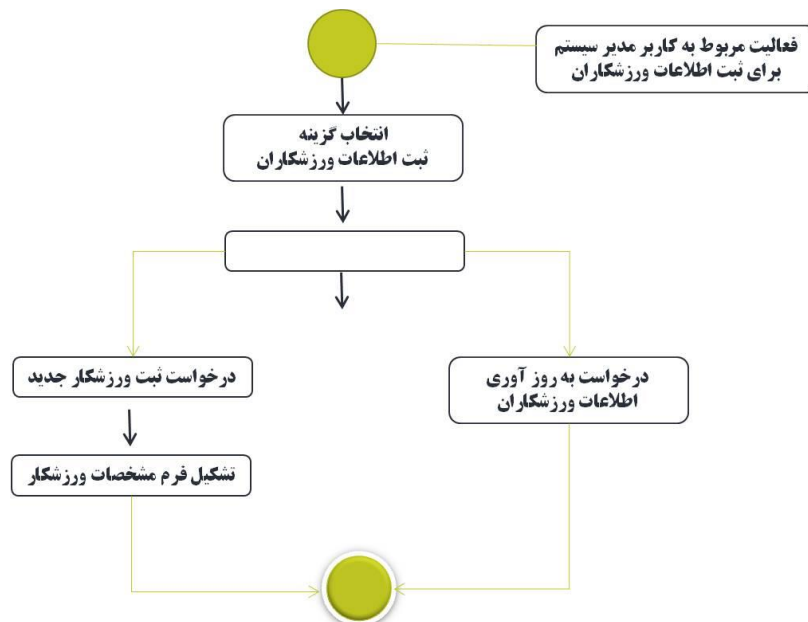 فعالیت مربوط به کاربر مدیر سیستم
برای ثبت اطلاعات ورزشکاران
انتخاب گزینه
ثبت اطلاعات ورزشکاران
درخواست ثبت ورزشکار جدید
درخواست به روز آوری
اطلاعات ورزشکاران
تشکیل فرم مشخصات ورزشکار